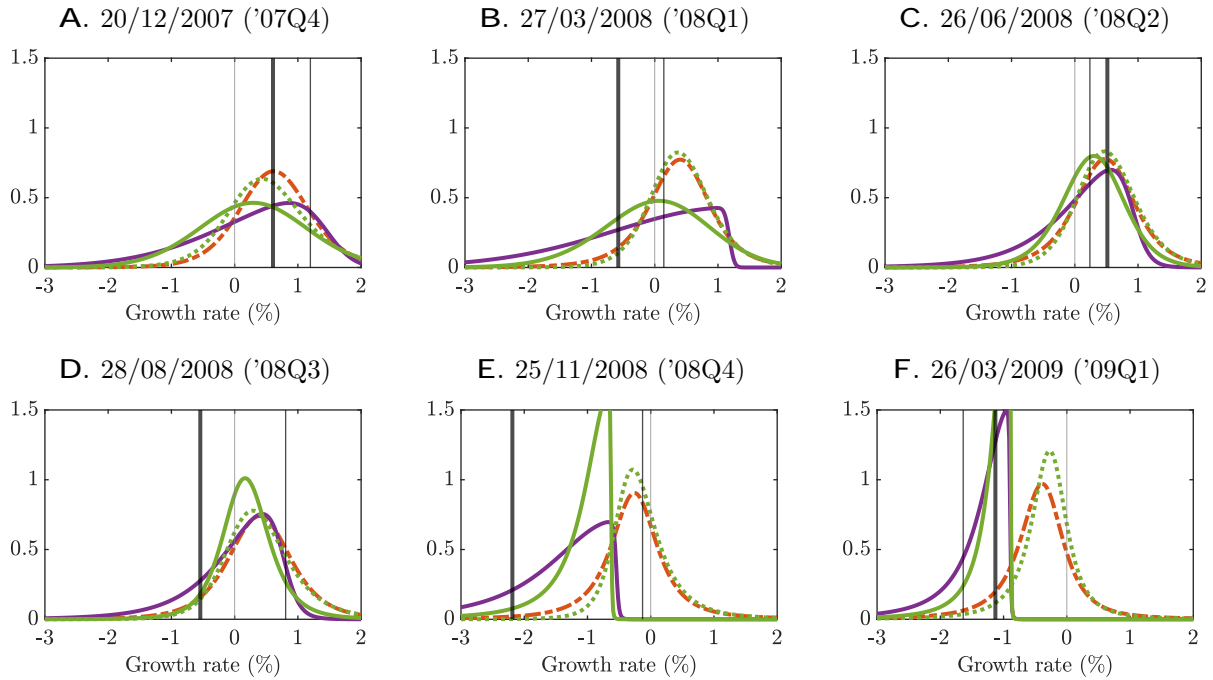 A. 20/12/2007 ('07Q4)
B. 27/03/2008 ('08Q1)
C. 26/06/2008 ('08Q2)
1.5
1
0.5
0
-3 -2 -1 0 1 2
Growth rate (%)
1.5
1
0.5
0
-3 -2 -1 0 1 2
Growth rate (%)
1.5
1
0.5
0
-3 -2 -1 0 1 2
Growth rate (%)
D. 28/08/2008 ('08Q3)
E. 25/11/2008 ('08Q4)
F. 26/03/2009 ('09Q1)
1.5
1
0.5
0
-3 -2 -1 0 1 2
Growth rate (%)
1.5
1
0.5
0
-3 -2 -1 0 1 2
Growth rate (%)
1.5
1
0.5
0
-3 -2 -1 0 1 2
Growth rate (%)